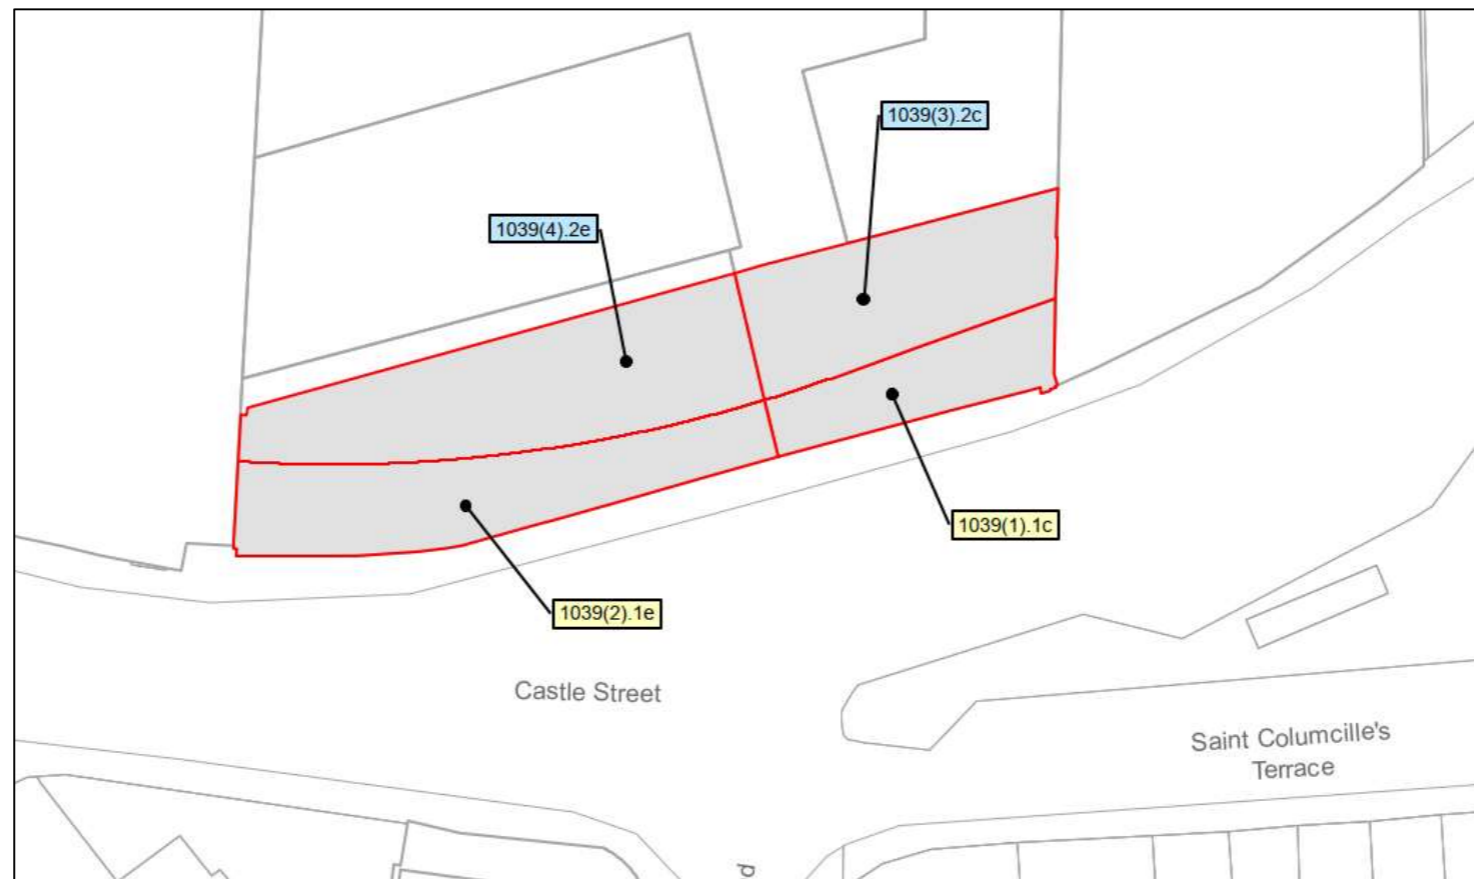 1039(3).2c
1039(4).2e
1039(1).1c
1039(2).1e
Castle Street
Saint Columcille's
Terrace